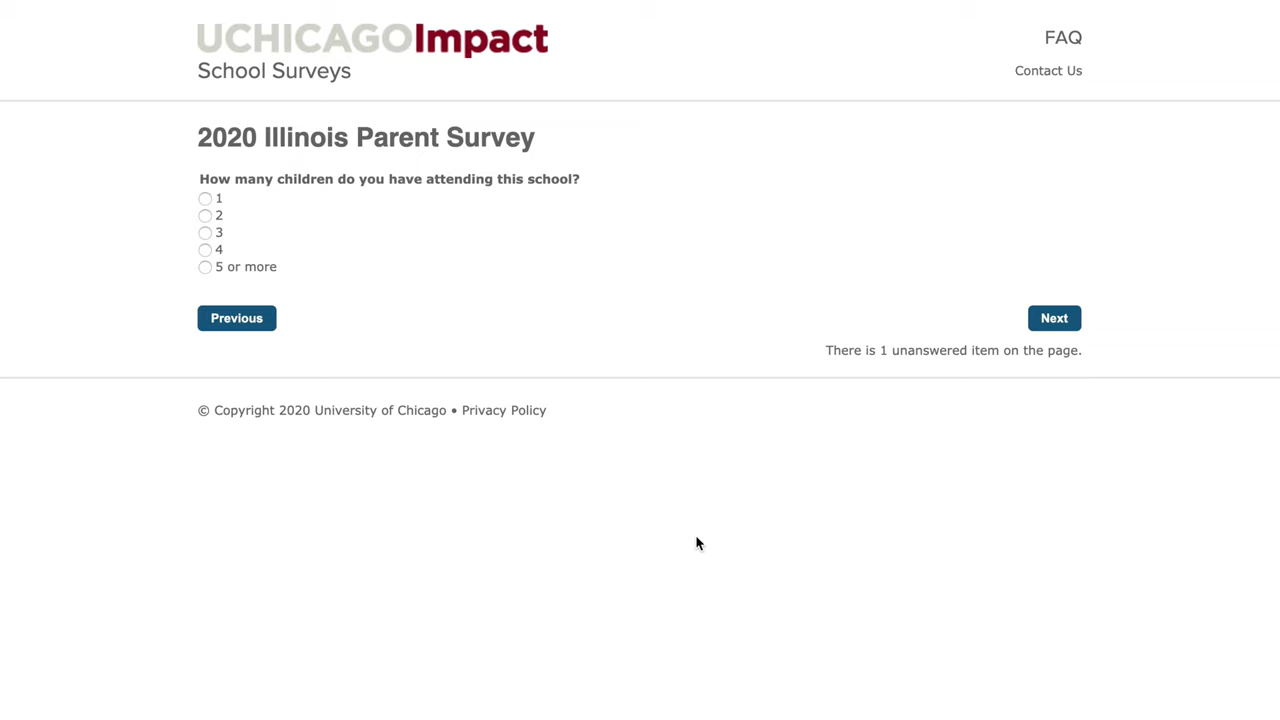 UCHICAGOImpact
School Surveys
FAQ
Contact Us
2020 Illinois Parent Survey
How many children do you have attending this school?
1
2
3
4
5 or more
Previous
Next
There is 1 unanswered item on the page.
© Copyright 2020 University of Chicago • Privacy Policy